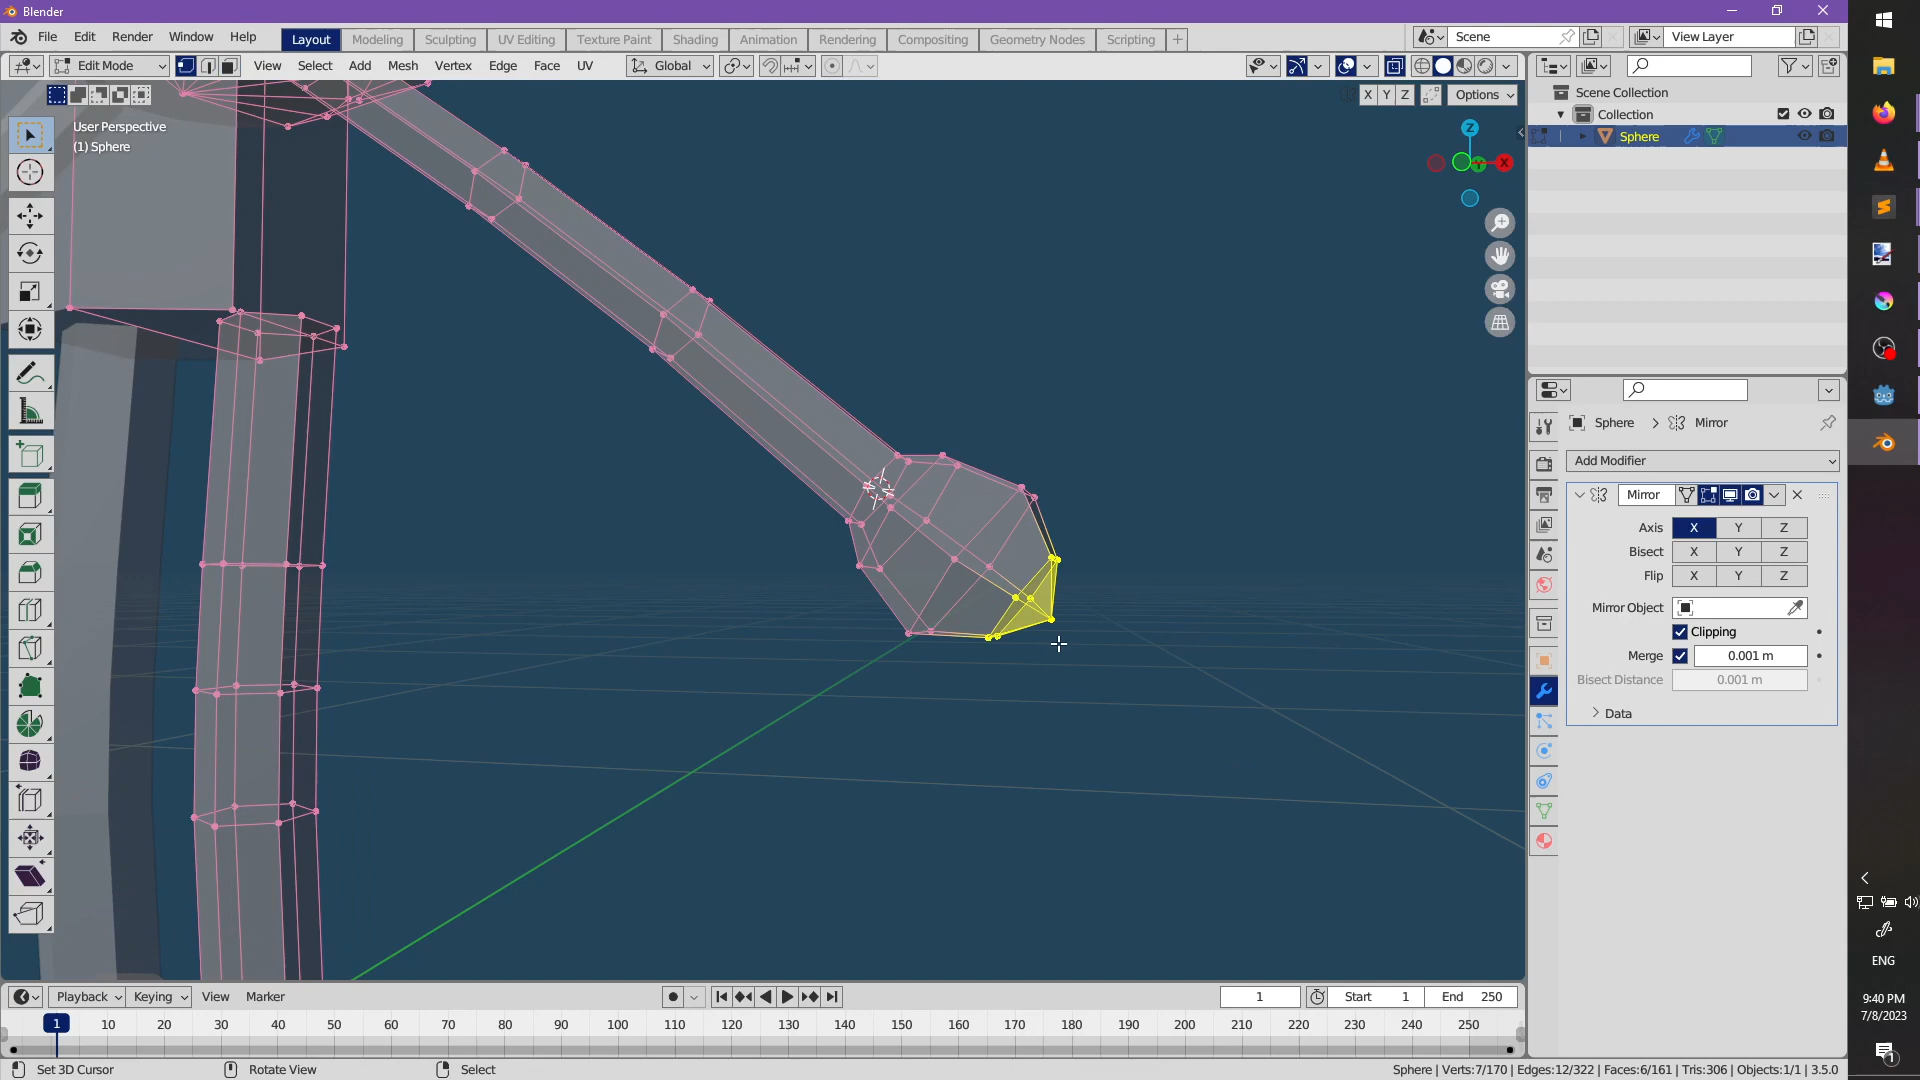 Blender
File Edit Render Window Help Layout Modeling Sculpting UV Editing Texture Paint Shading Animation Rendering Compositing Geometry Nodes Scripting + Scene View Layer
Edit Mode View Select Add Mesh Vertex Edge Face UV Global
X Y Z Options
User Perspective
(1) Sphere
Z
X
Y
Scene Collection
Collection
Sphere
Sphere > Mirror
Add Modifier
Mirror
Axis X Y Z
Bisect X Y Z
Flip X Y Z
Mirror Object
Clipping
Merge 0.001 m
Bisect Distance 0.001 m
Data
Playback Keying View Marker 1 Start 1 End 250
1 10 20 30 40 50 60 70 80 90 100 110 120 130 140 150 160 170 180 190 200 210 220 230 240 250
Set 3D Cursor Rotate View Select Sphere | Verts:7/170 | Edges:12/322 | Faces:6/161 | Tris:306 | Objects:1/1 | 3.5.0
ENG
9:40 PM
7/8/2023
1